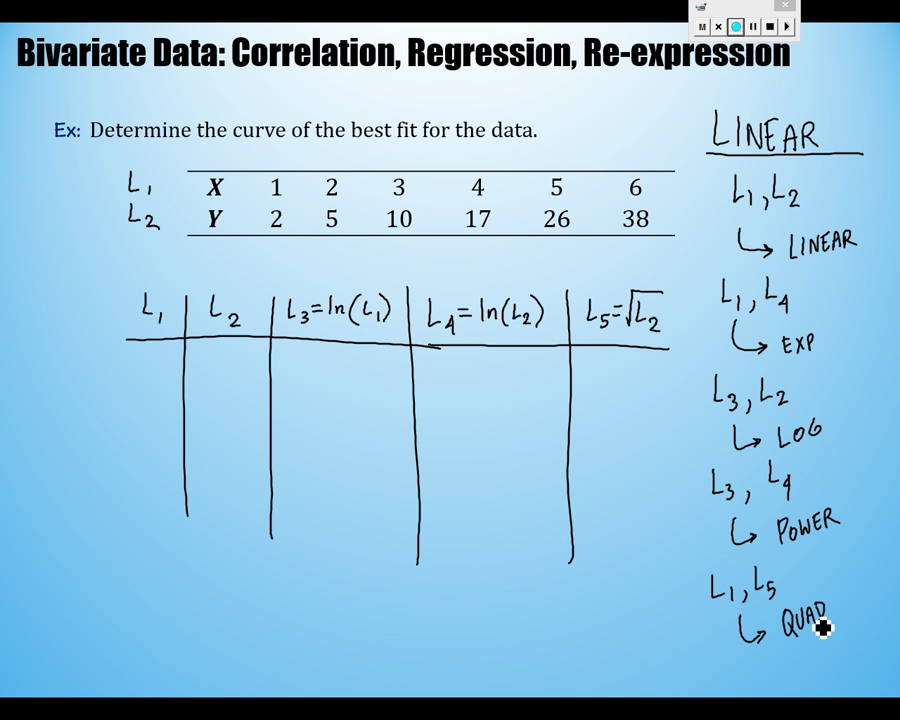 M
Bivariate Data: Correlation, Regression, Re-expression
Ex: Determine the curve of the best fit for the data.
L1 X 1 2 3 4 5 6
L2 Y 2 5 10 17 26 38
L1 L2 L3=ln(L1) L4=ln(L2) L5=√L2
LINEAR
L1, L2
↳ LINEAR
L1, L4
↳ EXP
L3, L2
↳ LOG
L3, L4
↳ POWER
L1, L5
↳ QUAD